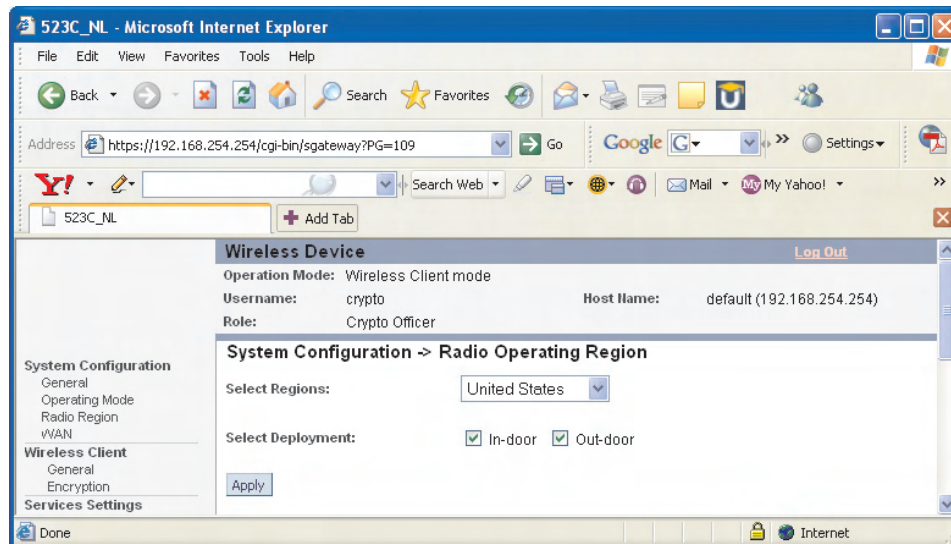 523C_NL - Microsoft Internet Explorer
File Edit View Favorites Tools Help
Back Search Favorites
Address https://192.168.254.254/cgi-bin/sgateway?PG=109 Go Google G Settings
Y! Search Web Mail My My Yahoo!
523C_NL Add Tab
Wireless Device Log Out
Operation Mode: Wireless Client mode
Username: crypto Host Name: default (192.168.254.254)
Role: Crypto Officer
System Configuration -> Radio Operating Region
System Configuration
General
Operating Mode
Radio Region
WAN
Wireless Client
General
Encryption
Services Settings
Select Regions: United States
Select Deployment: In-door Out-door
Apply
Done Internet